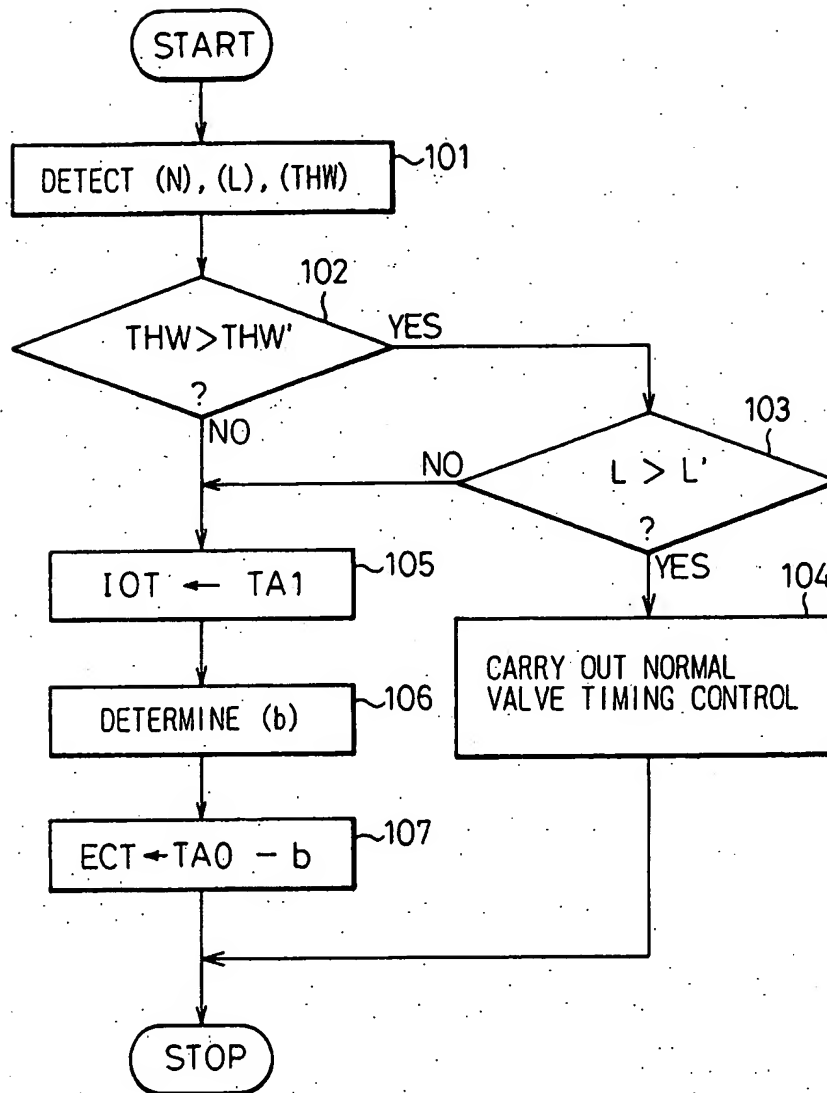 START
DETECT (N), (L), (THW)
101
102
THW>THW'
?
YES
NO
103
L > L'
?
NO
YES
104
CARRY OUT NORMAL
VALVE TIMING CONTROL
IOT ← TA1
105
DETERMINE (b)
106
ECT←TA0 - b
107
STOP